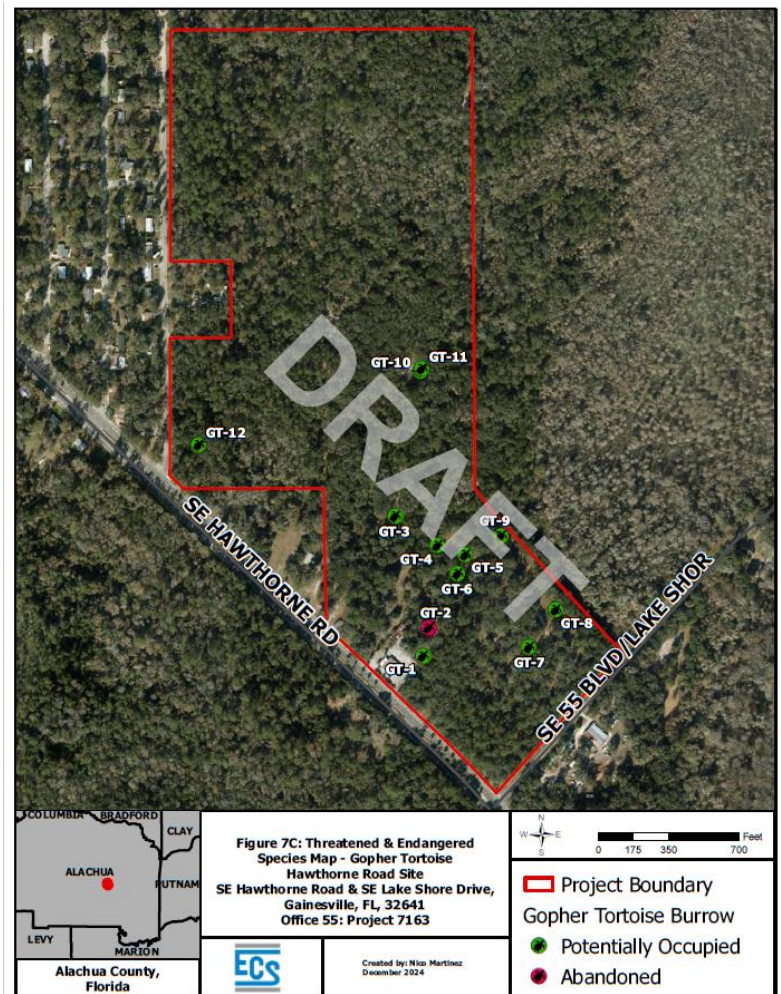 DRAFT
GT-10
GT-11
GT-12
GT-3
GT-9
GT-4
GT-5
GT-6
GT-2
GT-8
GT-1
GT-7
SE HAWTHORNE RD
SE 55 BLVD/LAKE SHOR
COLUMBIA
BRADFORD
CLAY
ALACHUA
PUTNAM
LEVY
MARION
Alachua County,
Florida
Figure 7C: Threatened & Endangered
Species Map - Gopher Tortoise
Hawthorne Road Site
SE Hawthorne Road & SE Lake Shore Drive,
Gainesville, FL, 32641
Office 55: Project 7163
ECS
Created by: Nico Martinez
December 2024
N
W E
S
Feet
0 175 350 700
Project Boundary
Gopher Tortoise Burrow
Potentially Occupied
Abandoned